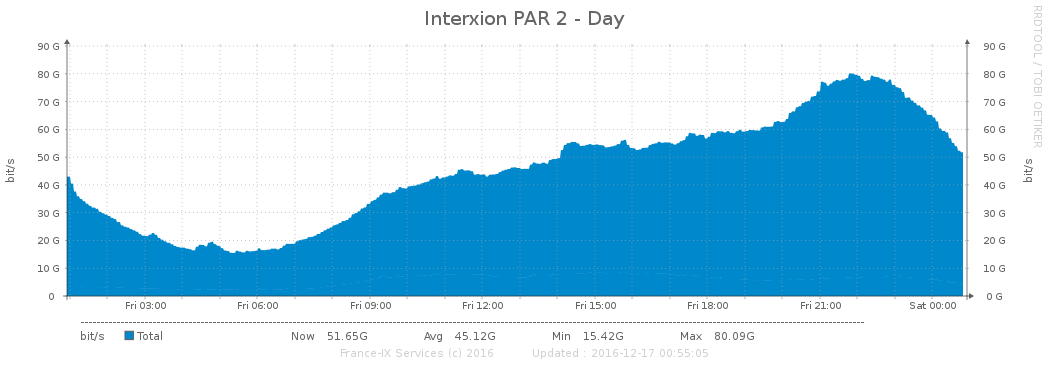 Interxion PAR 2 - Day
RRDTOOL / TOBI OETIKER
90 G 90 G
80 G 80 G
70 G 70 G
60 G 60 G
50 G 50 G
40 G 40 G
30 G 30 G
20 G 20 G
10 G 10 G
0 0 G
bit/s
bit/s
Fri 03:00 Fri 06:00 Fri 09:00 Fri 12:00 Fri 15:00 Fri 18:00 Fri 21:00 Sat 00:00
bit/s Total Now 51.65G Avg 45.12G Min 15.42G Max 80.09G
France-IX Services (c) 2016 Updated : 2016-12-17 00:55:05